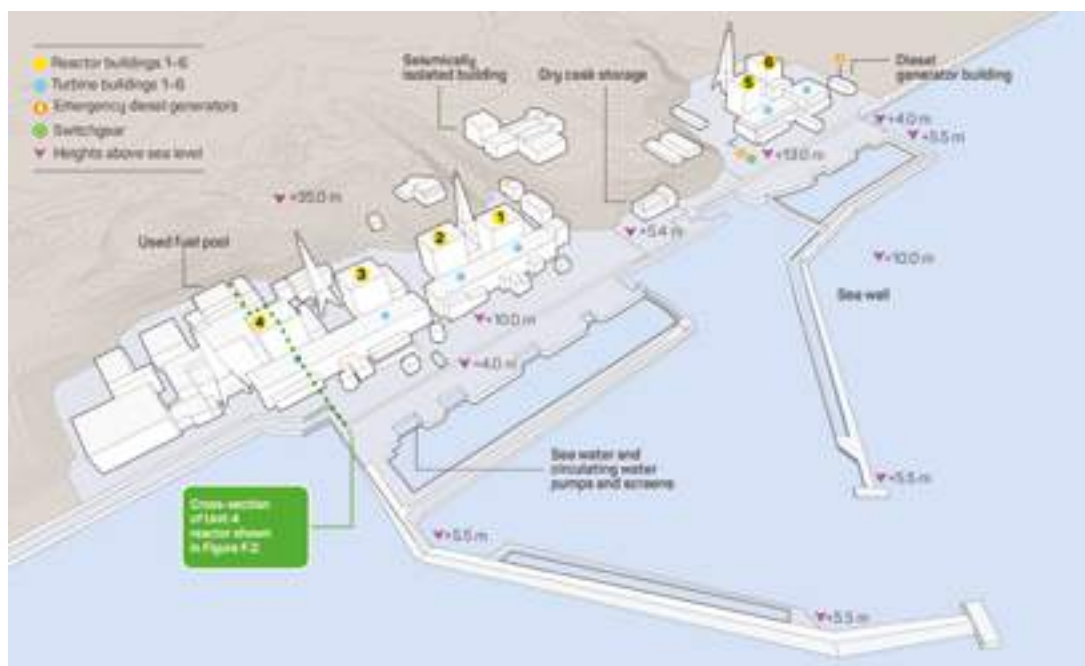 Reactor buildings 1-6
Turbine buildings 1-6
Emergency diesel generators
Switchgear
Heights above sea level
Seismically
isolated building
Dry cask storage
Diesel
generator building
6
5
+4.0 m
+5.5 m
+13.0 m
+35.0 m
1
2
+5.4 m
Used fuel pool
3
+10.0 m
Sea wall
4
+10.0 m
+4.0 m
Sea water and
circulating water
pumps and screens
+5.5 m
Cross-section
of Unit 4
reactor shown
in Figure F.2
+5.5 m
+5.5 m